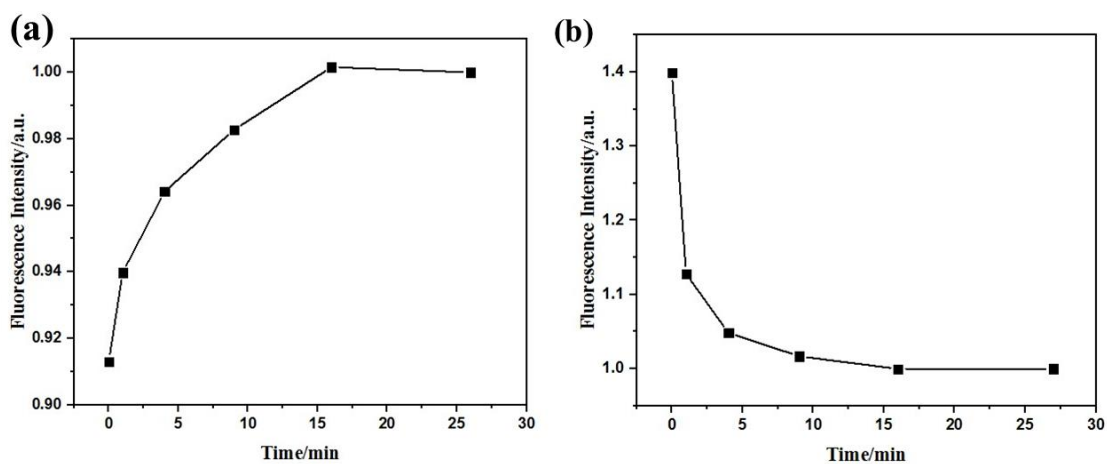 (a)
Fluorescence Intensity/a.u.
1.00
0.98
0.96
0.94
0.92
0.90
0 5 10 15 20 25 30
Time/min
(b)
Fluorescence Intensity/a.u.
1.4
1.3
1.2
1.1
1.0
0 5 10 15 20 25 30
Time/min